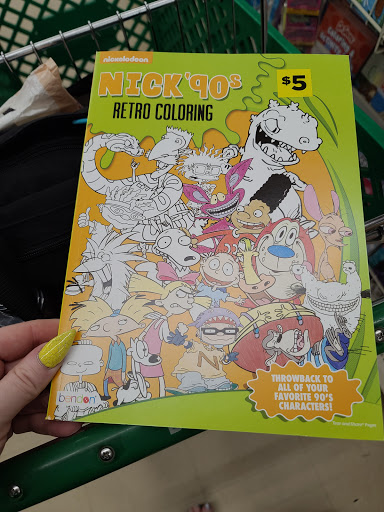 nickelodeon
NICK '90s
$5
RETRO COLORING
THROWBACK TO
ALL OF YOUR
FAVORITE 90'S
CHARACTERS!
bendon